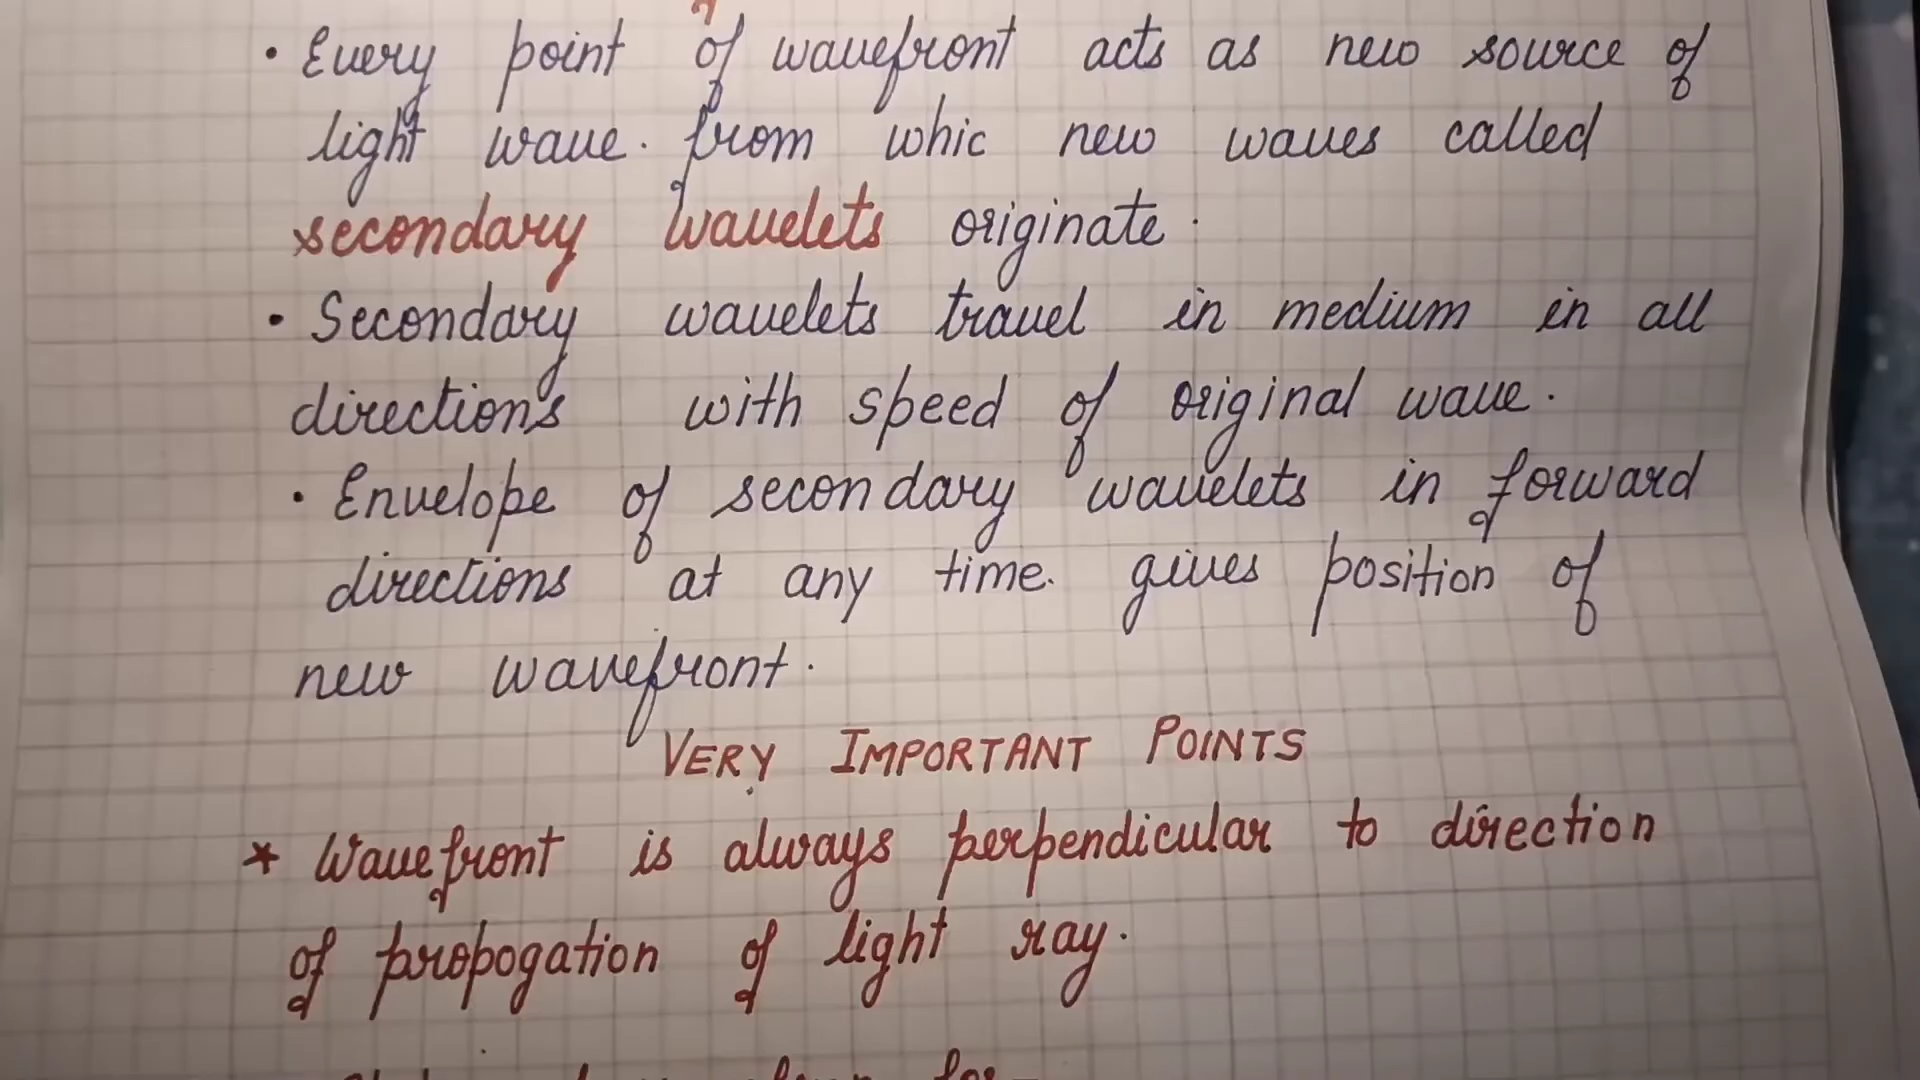 • Every point of wavefront acts as new source of
light wave. from whic new waves called
secondary wavelets originate.
• Secondary wavelets travel in medium in all
directions with speed of original wave.
• Envelope of secondary wavelets in forward
directions at any time. gives position of
new wavefront.
VERY IMPORTANT POINTS
* Wavefront is always perpendicular to direction
of propogation of light ray.